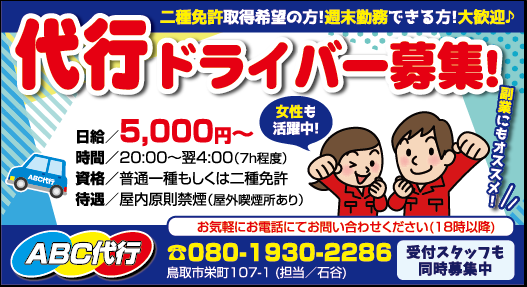 二種免許取得希望の方!週末勤務できる方!大歓迎♪
代行ドライバー募集!
女性も
活躍中!
副業にもオススメ!
日給/5,000円〜
時間/20:00〜翌4:00(7h程度)
資格/普通一種もしくは二種免許
待遇/屋内原則禁煙(屋外喫煙所あり)
ABC代行
お気軽にお電話にてお問い合わせください(18時以降)
ABC代行
☎080-1930-2286
鳥取市栄町107-1 (担当/石谷)
受付スタッフも
同時募集中